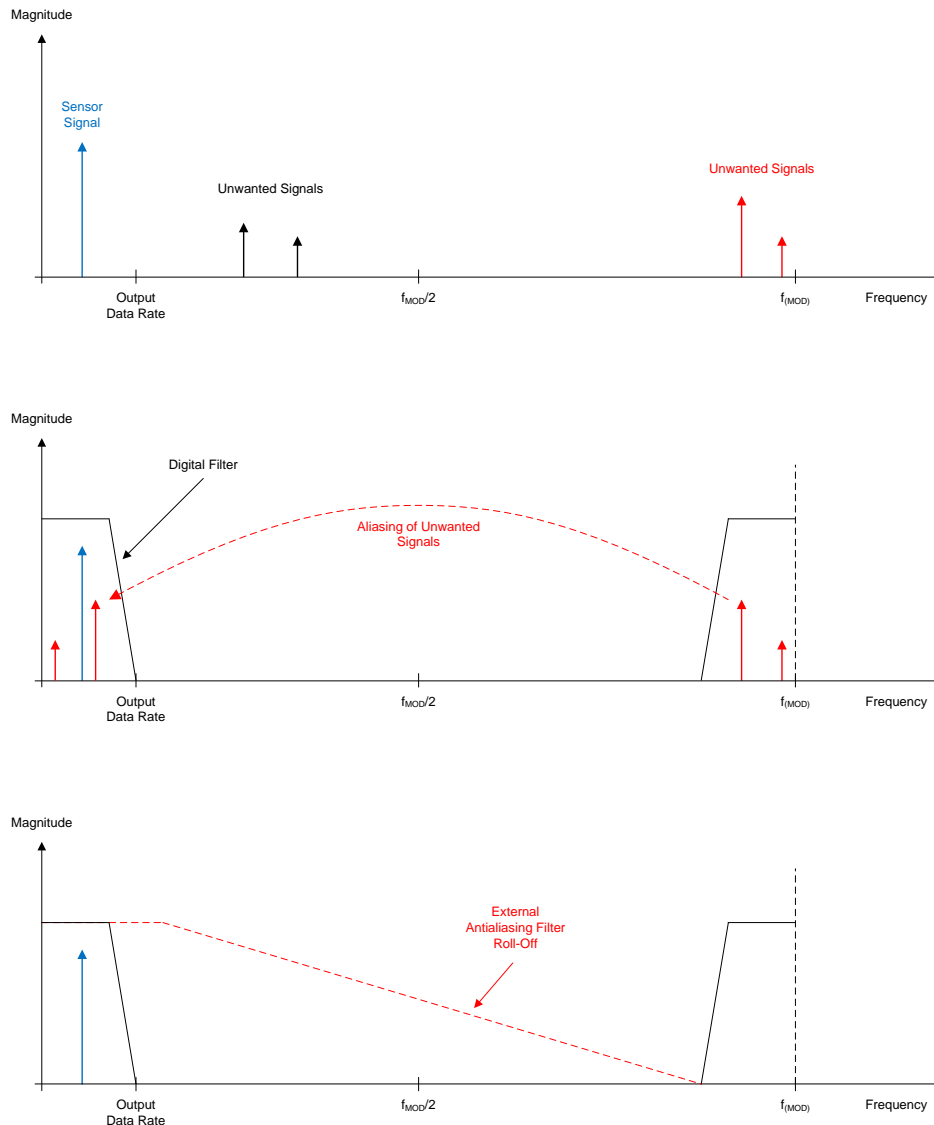 Magnitude
Sensor
Signal
Unwanted Signals
Unwanted Signals
Output
Data Rate
fMOD/2
f(MOD)
Frequency
Magnitude
Digital Filter
Aliasing of Unwanted
Signals
Output
Data Rate
fMOD/2
f(MOD)
Frequency
Magnitude
External
Antialiasing Filter
Roll-Off
Output
Data Rate
fMOD/2
f(MOD)
Frequency